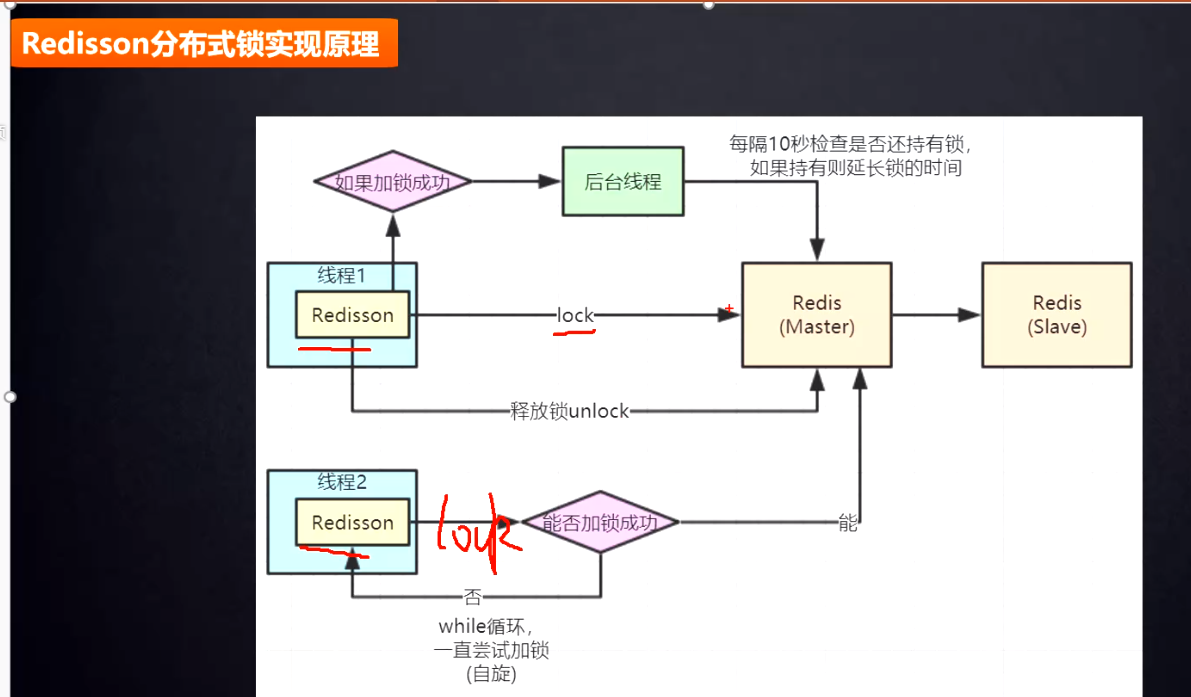 Redisson分布式锁实现原理
每隔10秒检查是否还持有锁，
如果持有则延长锁的时间
如果加锁成功
后台线程
线程1
Redisson
lock
Redis
(Master)
Redis
(Slave)
释放锁unlock
线程2
Redisson
lock
能否加锁成功
能
否
while循环，
一直尝试加锁
(自旋)